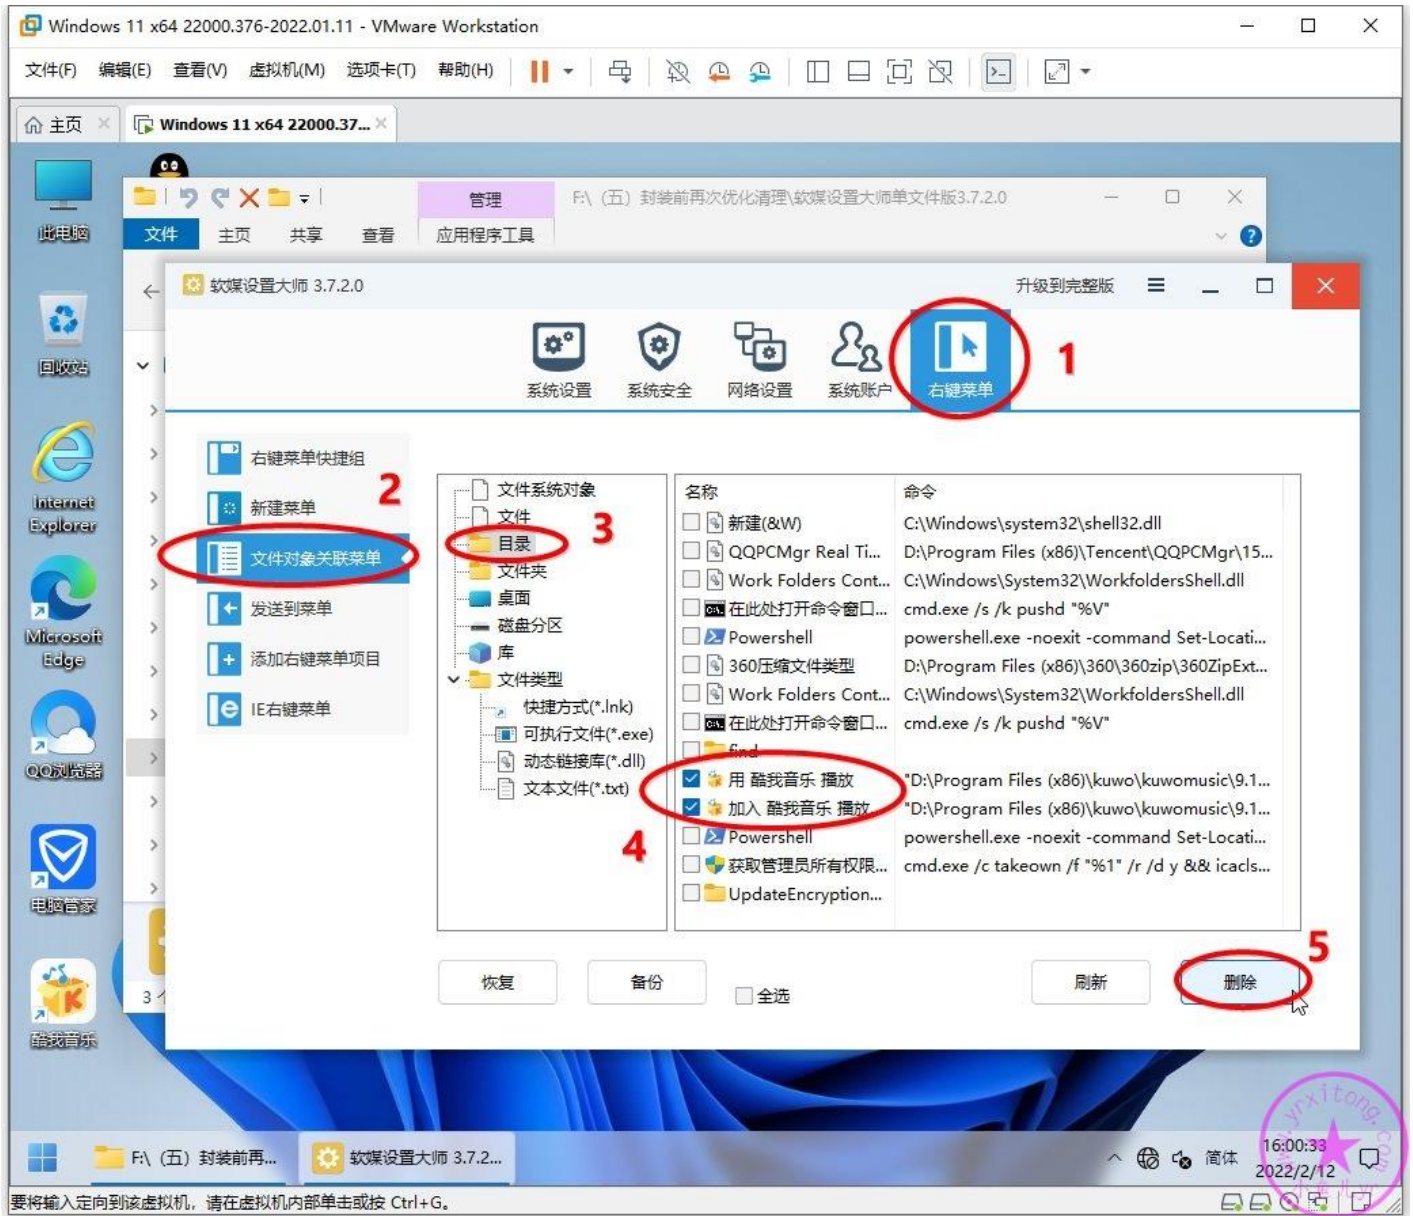 Windows 11 x64 22000.376-2022.01.11 - VMware Workstation
文件(F) 编辑(E) 查看(V) 虚拟机(M) 选项卡(T) 帮助(H)
主页 Windows 11 x64 22000.37...
管理 F:\（五）封装前再次优化清理\软媒设置大师单文件版3.7.2.0
此电脑
文件 主页 共享 查看 应用程序工具
软媒设置大师 3.7.2.0 升级到完整版
回收站
系统设置 系统安全 网络设置 系统账户 右键菜单
1
右键菜单快捷组
新建菜单
2
文件对象关联菜单
发送到菜单
添加右键菜单项目
IE右键菜单
文件系统对象
文件
目录
3
文件夹
桌面
磁盘分区
库
文件类型
快捷方式(*.lnk)
可执行文件(*.exe)
动态链接库(*.dll)
文本文件(*.txt)
4
名称 命令
新建(&W) C:\Windows\system32\shell32.dll
QQPCMgr Real Ti... D:\Program Files (x86)\Tencent\QQPCMgr\15...
Work Folders Cont... C:\Windows\System32\WorkfoldersShell.dll
在此处打开命令窗口... cmd.exe /s /k pushd "%V"
Powershell powershell.exe -noexit -command Set-Locati...
360压缩文件类型 D:\Program Files (x86)\360\360zip\360ZipExt...
Work Folders Cont... C:\Windows\System32\WorkfoldersShell.dll
在此处打开命令窗口... cmd.exe /s /k pushd "%V"
find
用 酷我音乐 播放 "D:\Program Files (x86)\kuwo\kuwomusic\9.1...
加入 酷我音乐 播放... "D:\Program Files (x86)\kuwo\kuwomusic\9.1...
Powershell powershell.exe -noexit -command Set-Locati...
获取管理员所有权限... cmd.exe /c takeown /f "%1" /r /d y && icacls...
UpdateEncryption...
5
恢复 备份 全选 刷新 删除
Internet
Explorer
Microsoft
Edge
QQ浏览器
电脑管家
酷我音乐
3 个
F:\（五）封装前再... 软媒设置大师 3.7.2... 简体 16:00:33
2022/2/12
要将输入定向到该虚拟机，请在虚拟机内部单击或按 Ctrl+G。
www.yrxitong.com